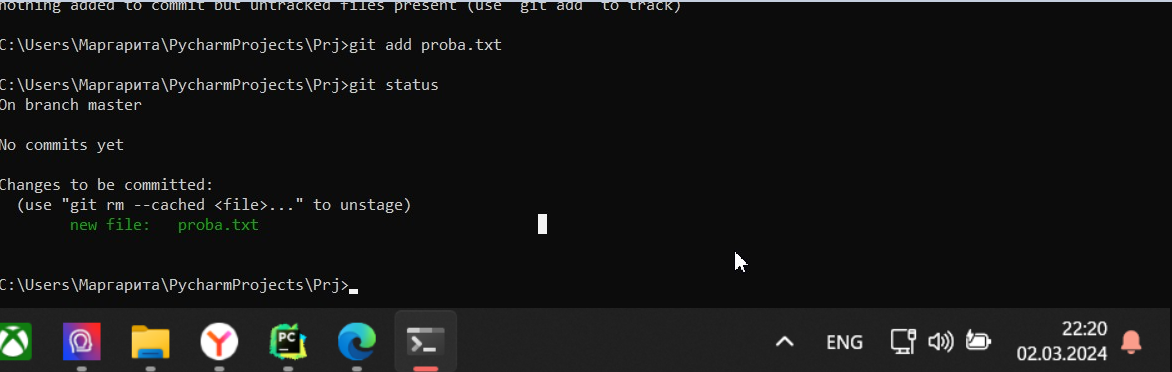 nothing added to commit but untracked files present (use "git add" to track)
C:\Users\Маргарита\PycharmProjects\Prj>git add proba.txt
C:\Users\Маргарита\PycharmProjects\Prj>git status
On branch master
No commits yet
Changes to be committed:
(use "git rm --cached <file>..." to unstage)
new file: proba.txt
C:\Users\Маргарита\PycharmProjects\Prj>
PC
ENG
22:20
02.03.2024